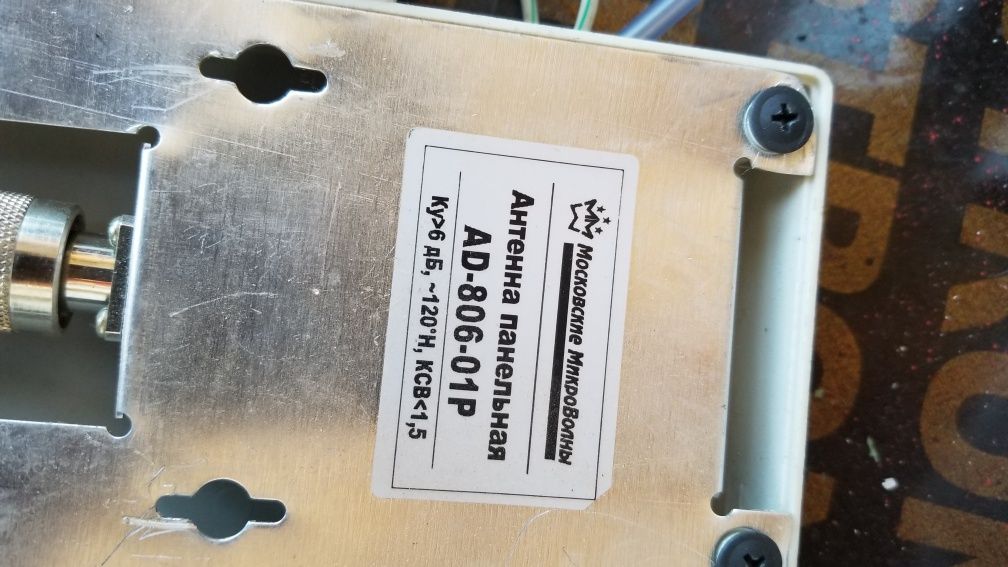 МОСКОВСКИЕ МИКРОВОЛНЫ
Антенна панельная
AD-806-01P
Ку>6 дБ, ~120°Н, КСВ<1,5